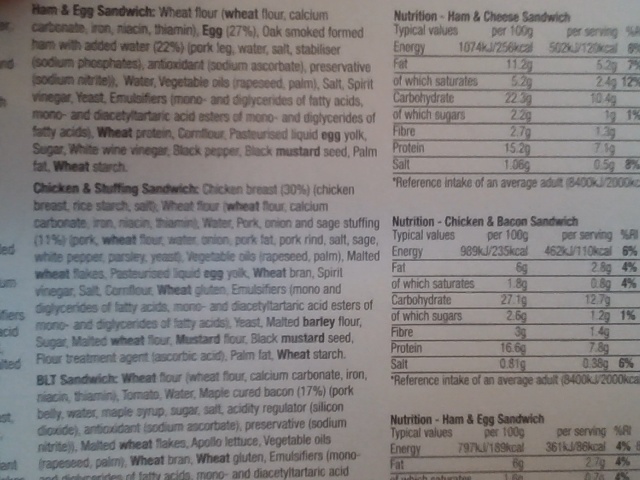 Ham & Egg Sandwich: Wheat flour (wheat flour, calcium
carbonate, iron, niacin, thiamin), Egg (27%), Oak smoked formed
ham with added water (22%) (pork leg, water, salt, stabiliser
(sodium phosphates), antioxidant (sodium ascorbate), preservative
(sodium nitrite)), Water, Vegetable oils (rapeseed, palm), Salt, Spirit
vinegar, Yeast, Emulsifiers (mono- and diglycerides of fatty acids,
mono- and diacetyltartaric acid esters of mono- and diglycerides of
fatty acids), Wheat protein, Cornflour, Pasteurised liquid egg yolk,
Sugar, White wine vinegar, Black pepper, Black mustard seed, Palm
fat, Wheat starch.
Chicken & Stuffing Sandwich: Chicken breast (30%) (chicken
breast, rice starch, salt), Wheat flour (wheat flour, calcium
carbonate, iron, niacin, thiamin), Water, Pork, onion and sage stuffing
(11%) (pork, wheat flour, water, onion, pork fat, pork rind, salt, sage,
white pepper, parsley, yeast), Vegetable oils (rapeseed, palm), Malted
wheat flakes, Pasteurised liquid egg yolk, Wheat bran, Spirit
vinegar, Salt, Cornflour, Wheat gluten, Emulsifiers (mono and
diglycerides of fatty acids, mono- and diacetyltartaric acid esters of
mono- and diglycerides of fatty acids), Yeast, Malted barley flour,
Sugar, Malted wheat flour, Mustard flour, Black mustard seed,
Flour treatment agent (ascorbic acid), Palm fat, Wheat starch.
BLT Sandwich: Wheat flour (wheat flour, calcium carbonate, iron,
niacin, thiamin), Tomato, Water, Maple cured bacon (17%) (pork
belly, water, maple syrup, sugar, salt, acidity regulator (silicon
dioxide), antioxidant (sodium ascorbate), preservative (sodium
nitrite)), Malted wheat flakes, Apollo lettuce, Vegetable oils
(rapeseed, palm), Wheat bran, Wheat gluten, Emulsifiers (mono-
and diglycerides of fatty acids, mono- and diacetyltartaric acid
Nutrition - Ham & Cheese Sandwich
Typical values per 100g per serving
Energy 1074kJ/256kcal 502kJ/120kcal
Fat 11.2g 5.2g 7%
of which saturates 5.2g 2.4g 12%
Carbohydrate 22.3g 10.4g
of which sugars 2.2g 1g 1%
Fibre 2.7g 1.3g
Protein 15.2g 7.1g
Salt 1.06g 0.5g 8%
*Reference intake of an average adult (8400kJ/2000kc
Nutrition - Chicken & Bacon Sandwich
Typical values per 100g per serving %RI
Energy 989kJ/235kcal 462kJ/110kcal 6%
Fat 6g 2.8g 4%
of which saturates 1.8g 0.8g 4%
Carbohydrate 27.1g 12.7g
of which sugars 2.6g 1.2g 1%
Fibre 3g 1.4g
Protein 16.6g 7.8g
Salt 0.81g 0.38g 6%
*Reference intake of an average adult (8400kJ/2000kca
Nutrition - Ham & Egg Sandwich
Typical values per 100g per serving %RI
Energy 797kJ/189kcal 361kJ/86kcal 4%
Fat 6g 2.7g 4%
of which saturates